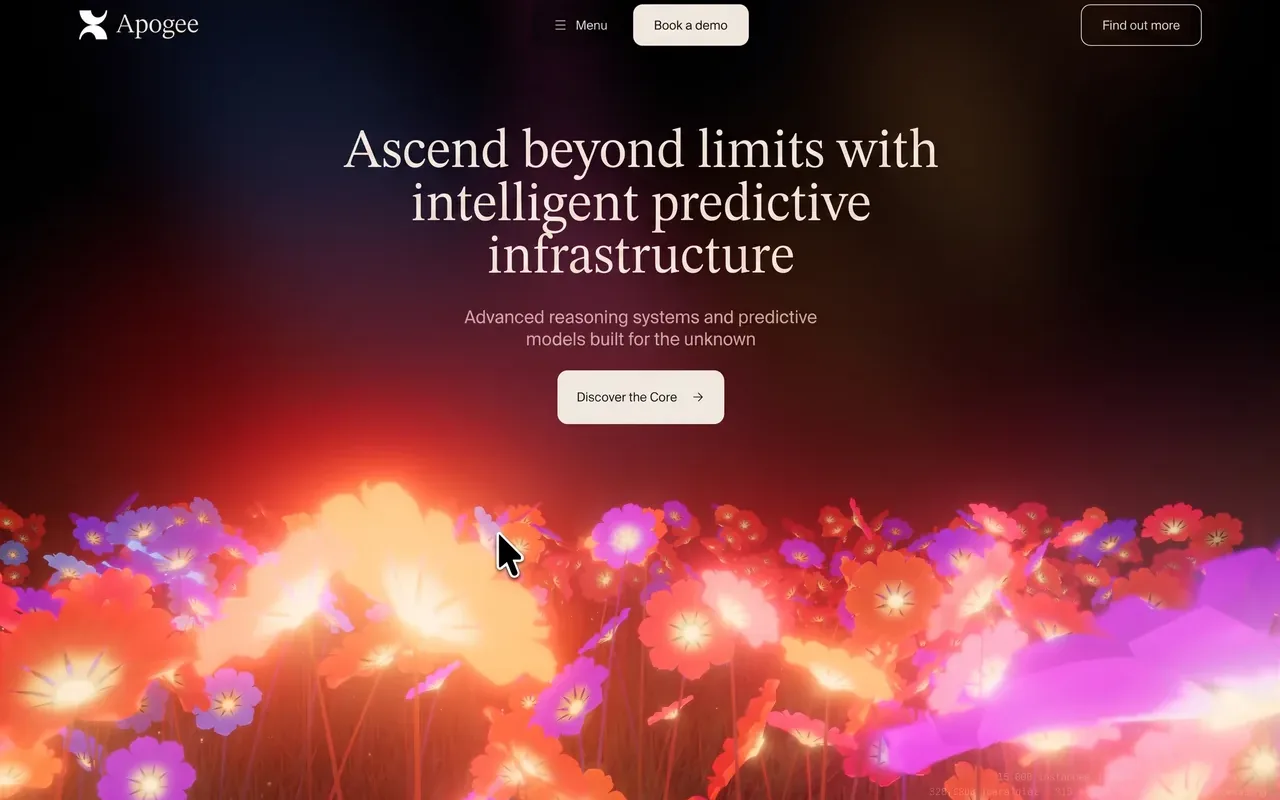 Apogee
Menu
Book a demo
Find out more
Ascend beyond limits with
intelligent predictive
infrastructure
Advanced reasoning systems and predictive
models built for the unknown
Discover the Core